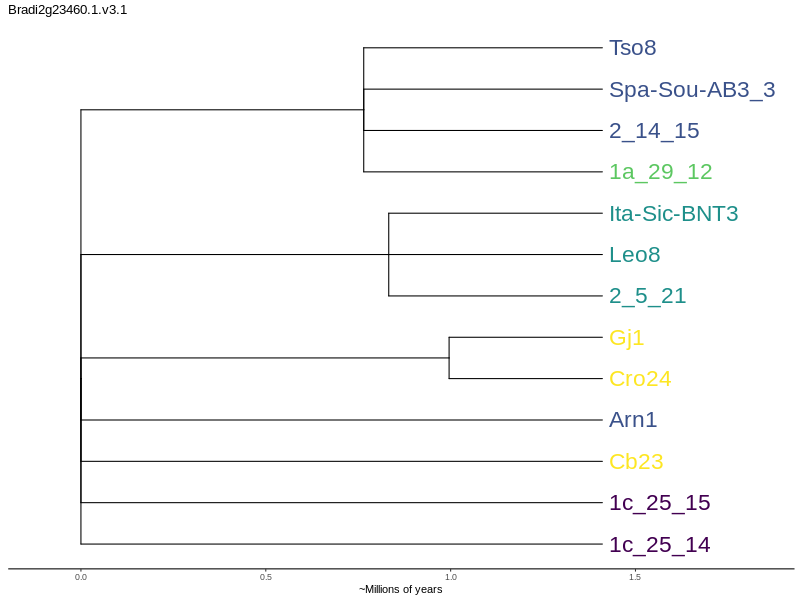 Bradi2g23460.1.v3.1
Tso8
Spa-Sou-AB3_3
2_14_15
1a_29_12
Ita-Sic-BNT3
Leo8
2_5_21
Gj1
Cro24
Arn1
Cb23
1c_25_15
1c_25_14
0.0 0.5 1.0 1.5
~Millions of years